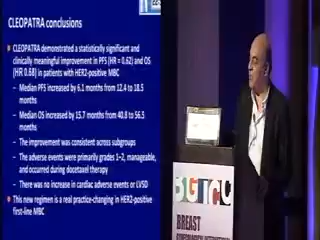 CLEOPATRA conclusions
CLEOPATRA demonstrated a statistically significant and
clinically meaningful improvement in PFS (HR = 0.62) and OS
(HR 0.68) in patients with HER2-positive MBC
– Median PFS increased by 6.1 months from 12.4 to 18.5
months
– Median OS increased by 15.7 months from 40.8 to 56.5
months
– The improvement was consistent across subgroups
– The adverse events were primarily grades 1–2, manageable,
and occurred during docetaxel therapy
– There was no increase in cardiac adverse events or LVSD
This new regimen is a real practice-changing in HER2-positive
first-line MBC
BGICC
BREAST